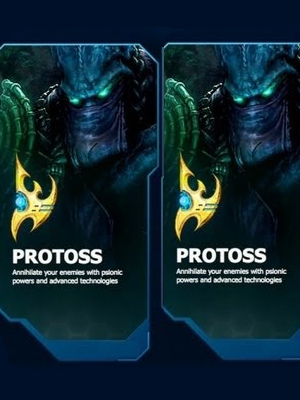 PROTOSS
Annihilate your enemies with psionic
powers and advanced technologies
PROTOSS
Annihilate your enemies with psionic
powers and advanced technologies